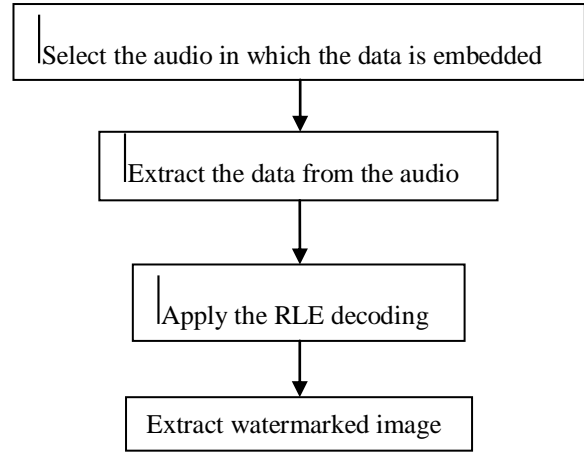 Select the audio in which the data is embedded
Extract the data from the audio
Apply the RLE decoding
Extract watermarked image